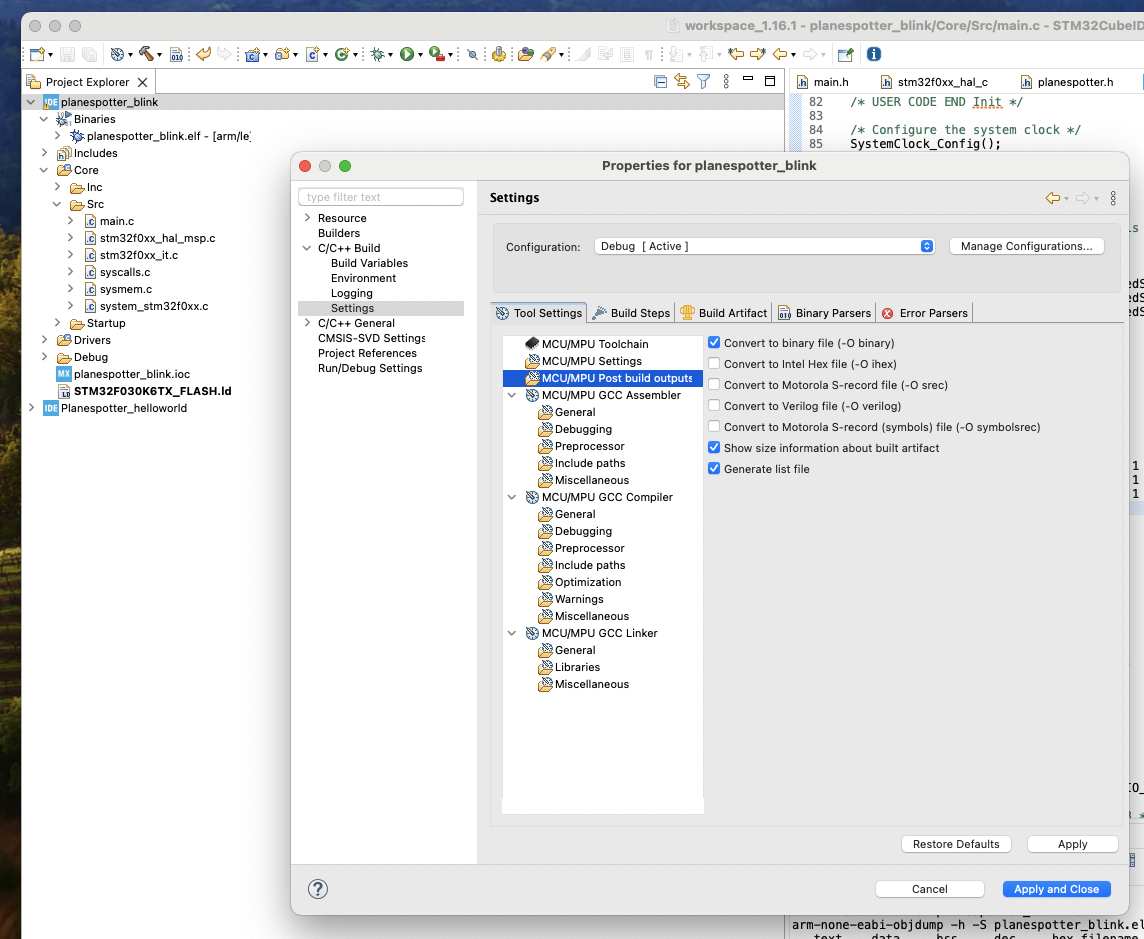 workspace_1.16.1 - planespotter_blink/Core/Src/main.c - STM32CubeID
Project Explorer
main.h
stm32f0xx_hal_c
planespotter.h
IDE planespotter_blink
Binaries
planespotter_blink.elf - [arm/le]
Includes
Core
Inc
Src
main.c
stm32f0xx_hal_msp.c
stm32f0xx_it.c
syscalls.c
sysmem.c
system_stm32f0xx.c
Startup
Drivers
Debug
MX planespotter_blink.ioc
STM32F030K6TX_FLASH.ld
IDE Planespotter_helloworld
82 /* USER CODE END Init */
83
84 /* Configure the system clock */
85 SystemClock_Config();
Properties for planespotter_blink
type filter text
Resource
Builders
C/C++ Build
Build Variables
Environment
Logging
Settings
C/C++ General
CMSIS-SVD Settings
Project References
Run/Debug Settings
Settings
Configuration:
Debug [ Active ]
Manage Configurations...
Tool Settings
Build Steps
Build Artifact
Binary Parsers
Error Parsers
MCU/MPU Toolchain
MCU/MPU Settings
MCU/MPU Post build outputs
MCU/MPU GCC Assembler
General
Debugging
Preprocessor
Include paths
Miscellaneous
MCU/MPU GCC Compiler
General
Debugging
Preprocessor
Include paths
Optimization
Warnings
Miscellaneous
MCU/MPU GCC Linker
General
Libraries
Miscellaneous
Convert to binary file (-O binary)
Convert to Intel Hex file (-O ihex)
Convert to Motorola S-record file (-O srec)
Convert to Verilog file (-O verilog)
Convert to Motorola S-record (symbols) file (-O symbolsrec)
Show size information about built artifact
Generate list file
Restore Defaults
Apply
?
Cancel
Apply and Close
arm-none-eabi-objdump -h -S planespotter_blink.el
text data bss dec hex filename